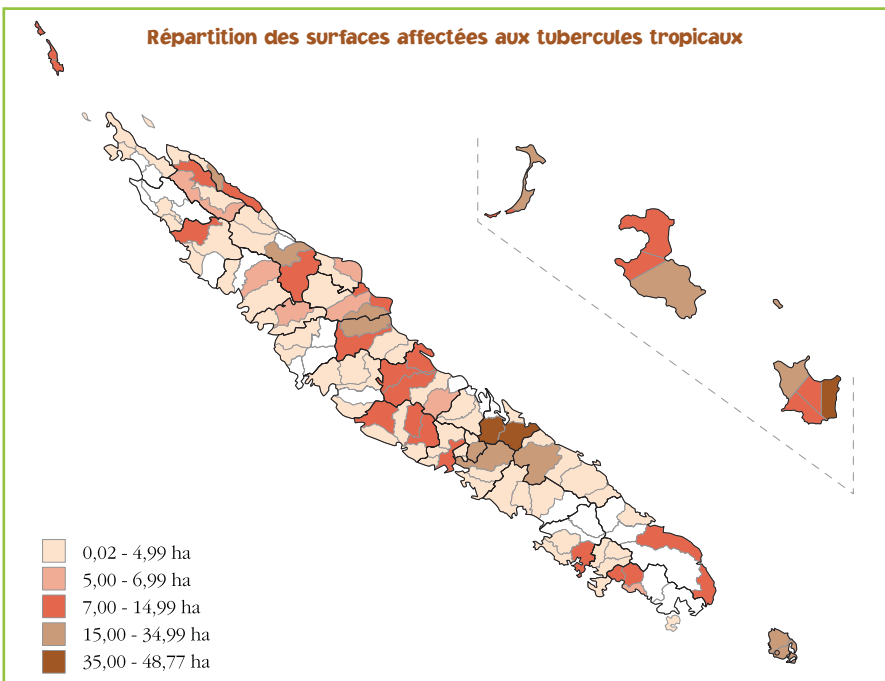 Répartition des surfaces affectées aux tubercules tropicaux
0,02 - 4,99 ha
5,00 - 6,99 ha
7,00 - 14,99 ha
15,00 - 34,99 ha
35,00 - 48,77 ha